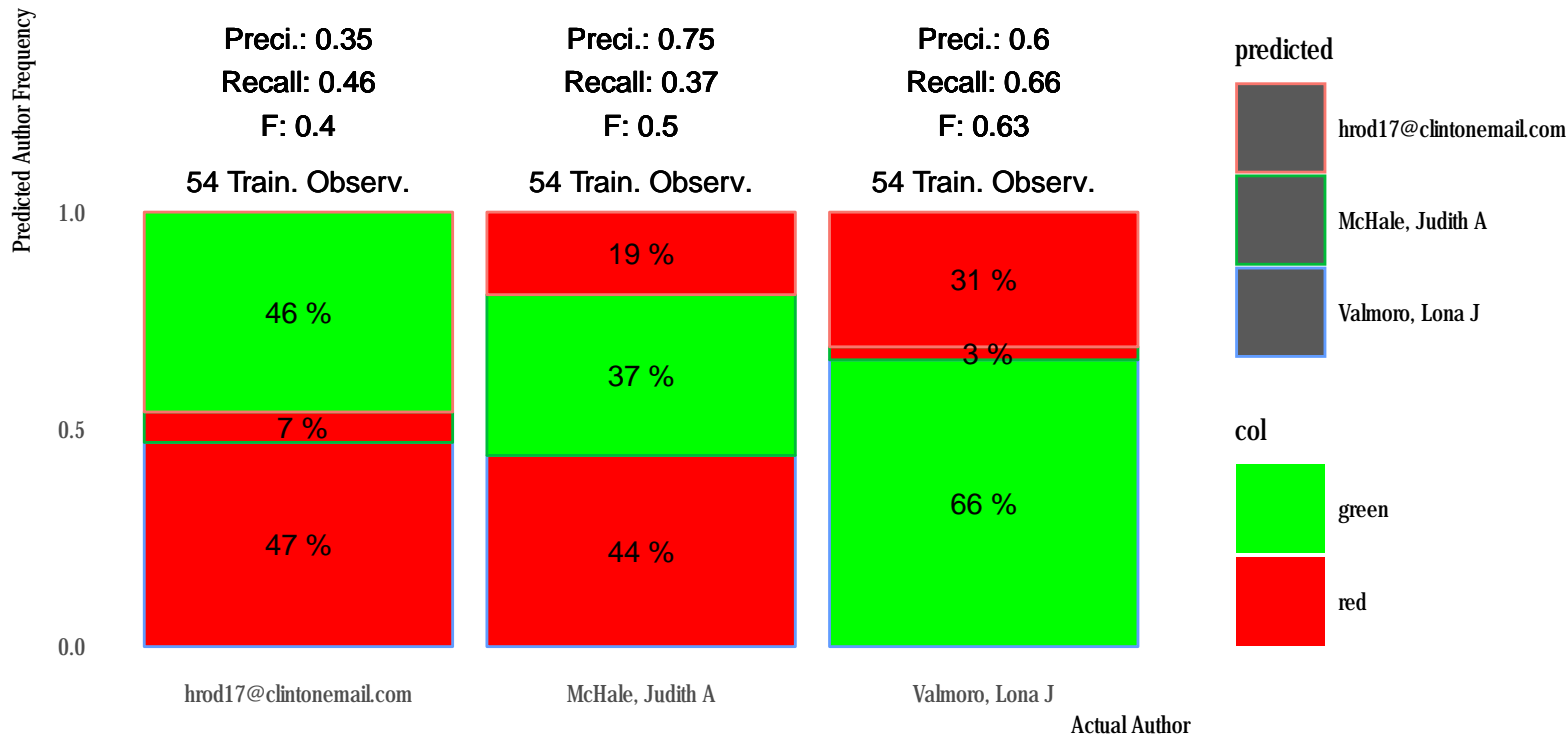 Predicted Author Frequency
Preci.: 0.35
Recall: 0.46
F: 0.4
54 Train. Observ.
Preci.: 0.75
Recall: 0.37
F: 0.5
54 Train. Observ.
Preci.: 0.6
Recall: 0.66
F: 0.63
54 Train. Observ.
1.0
0.5
0.0
46 %
7 %
47 %
19 %
37 %
44 %
31 %
3 %
66 %
hrod17@clintonemail.com
McHale, Judith A
Valmoro, Lona J
Actual Author
predicted
hrod17@clintonemail.com
McHale, Judith A
Valmoro, Lona J
col
green
red